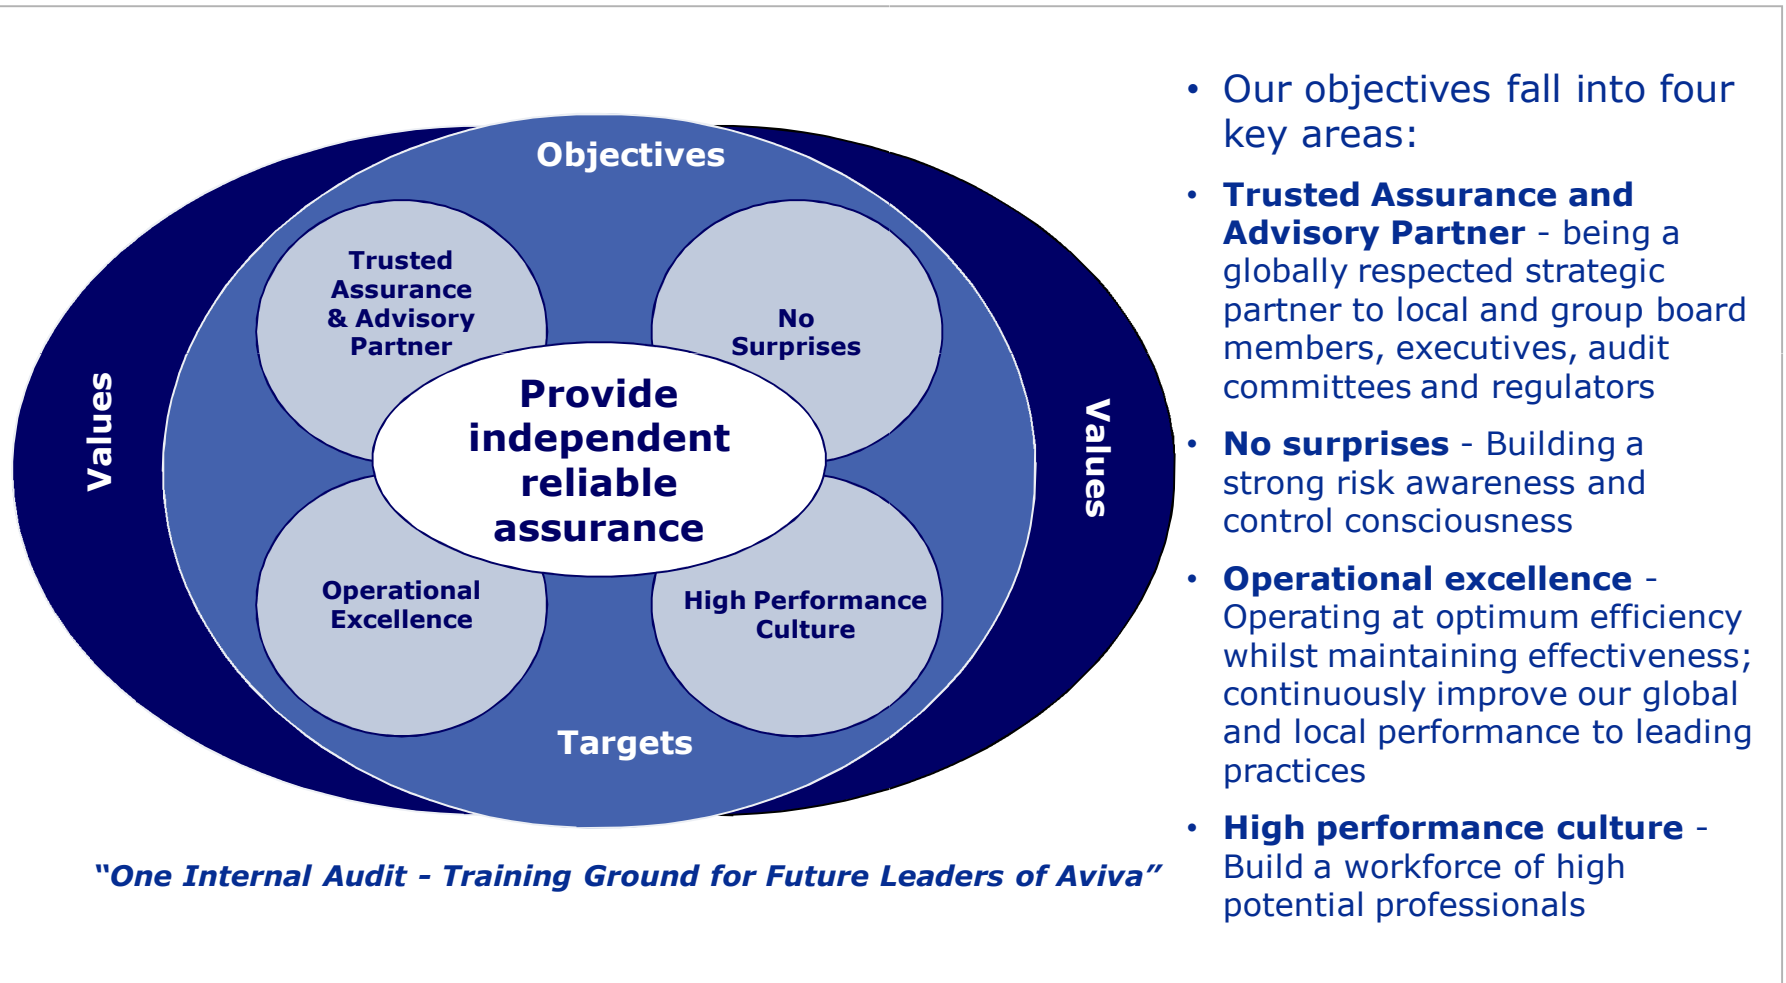 Objectives
Trusted
Assurance
& Advisory
Partner
No
Surprises
Values
Provide
independent
reliable
assurance
Values
Operational
Excellence
High Performance
Culture
Targets
“One Internal Audit - Training Ground for Future Leaders of Aviva”
• Our objectives fall into four
key areas:
• Trusted Assurance and
Advisory Partner - being a
globally respected strategic
partner to local and group board
members, executives, audit
committees and regulators
• No surprises - Building a
strong risk awareness and
control consciousness
• Operational excellence -
Operating at optimum efficiency
whilst maintaining effectiveness;
continuously improve our global
and local performance to leading
practices
• High performance culture -
Build a workforce of high
potential professionals